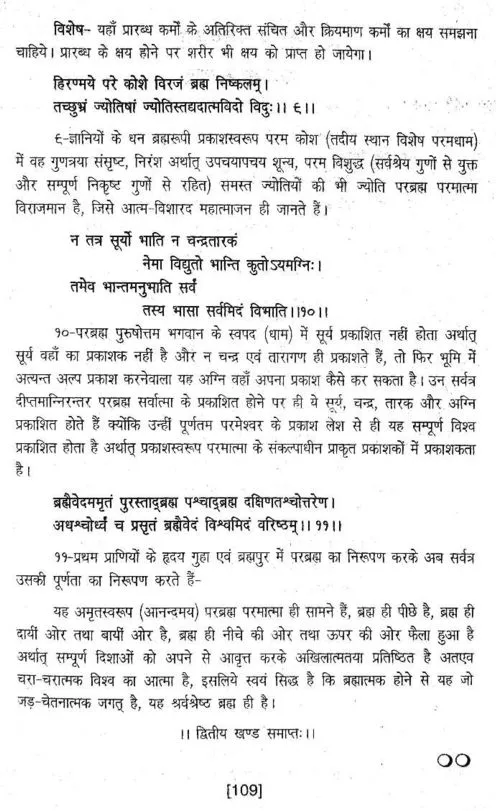 विशेष- यहाँ प्रारब्ध कर्मों के अतिरिक्त संचित और क्रियमाण कर्मों का क्षय समझना
चाहिये। प्रारब्ध के क्षय होने पर शरीर भी क्षय को प्राप्त हो जायेगा।
हिरण्मये परे कोशे विरजं ब्रह्म निष्कलम्।
तच्छुभ्रं ज्योतिषां ज्योतिस्तद्यदात्मविदो विदुः।। ९।।
९-ज्ञानियों के धन ब्रह्मरूपी प्रकाशस्वरूप परम कोश (तदीय स्थान विशेष परमधाम)
में वह गुणत्रया संसृष्ट, निरंश अर्थात् उपचयापचय शून्य, परम विशुद्ध (सर्वश्रेय गुणों से युक्त
और सम्पूर्ण निकृष्ट गुणों से रहित) समस्त ज्योतियों की भी ज्योति परब्रह्म परमात्मा
विराजमान है, जिसे आत्म-विशारद महात्माजन ही जानते हैं।
न तत्र सूर्यो भाति न चन्द्रतारकं
नेमा विद्युतो भान्ति कुतोऽयमग्निः।
तमेव भान्तमनुभाति सर्वं
तस्य भासा सर्वमिदं विभाति।।१०।।
१०-परब्रह्म पुरुषोत्तम भगवान के स्वपद (धाम) में सूर्य प्रकाशित नहीं होता अर्थात्
सूर्य वहाँ का प्रकाशक नहीं है और न चन्द्र एवं तारागण ही प्रकाशते हैं, तो फिर भूमि में
अत्यन्त अल्प प्रकाश करनेवाला यह अग्नि वहाँ अपना प्रकाश कैसे कर सकता है। उन सर्वत्र
दीप्तमान्निरन्तर परब्रह्म सर्वात्मा के प्रकाशित होने पर ही ये सूर्य, चन्द्र, तारक और अग्नि
प्रकाशित होते हैं क्योंकि उन्हीं पूर्णतम परमेश्वर के प्रकाश लेश से ही यह सम्पूर्ण विश्व
प्रकाशित होता है अर्थात् प्रकाशस्वरूप परमात्मा के संकल्पाधीन प्राकृत प्रकाशकों में प्रकाशकता
है।
ब्रह्मैवेदममृतं पुरस्ताद्ब्रह्म पश्चाद्ब्रह्म दक्षिणतश्चोत्तरेण।
अधश्चोर्ध्वं च प्रसृतं ब्रह्मैवेदं विश्वमिदं वरिष्ठम्।। ११।।
११-प्रथम प्राणियों के हृदय गुहा एवं ब्रह्मपुर में परब्रह्म का निरूपण करके अब सर्वत्र
उसकी पूर्णता का निरूपण करते हैं-
यह अमृतस्वरूप (आनन्दमय) परब्रह्म परमात्मा ही सामने हैं, ब्रह्म ही पीछे है, ब्रह्म ही
दायीं ओर तथा बायीं ओर है, ब्रह्म ही नीचे की ओर तथा ऊपर की ओर फैला हुआ है
अर्थात् सम्पूर्ण दिशाओं को अपने से आवृत्त करके अखिलात्मतया प्रतिष्ठित है अतएव
चरा-चरात्मक विश्व का आत्मा है, इसलिये स्वयं सिद्ध है कि ब्रह्मात्मक होने से यह जो
जड़-चेतनात्मक जगत् है, यह श्रर्वश्रेष्ठ ब्रह्म ही है।
।। द्वितीय खण्ड समाप्तः।।
[109]